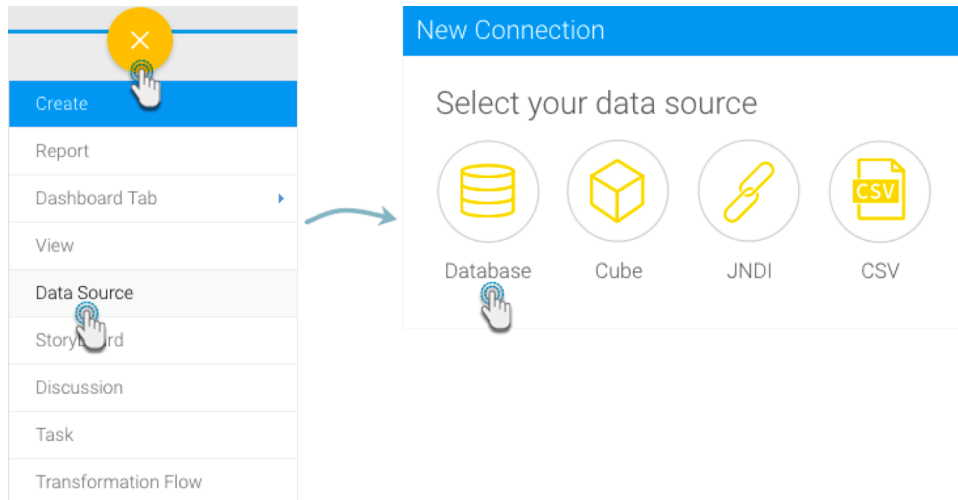 Create
Report
Dashboard Tab
View
Data Source
Discussion
Task
Transformation Flow
New Connection
Select your data source
Database Cube JNDI CSV
CSV